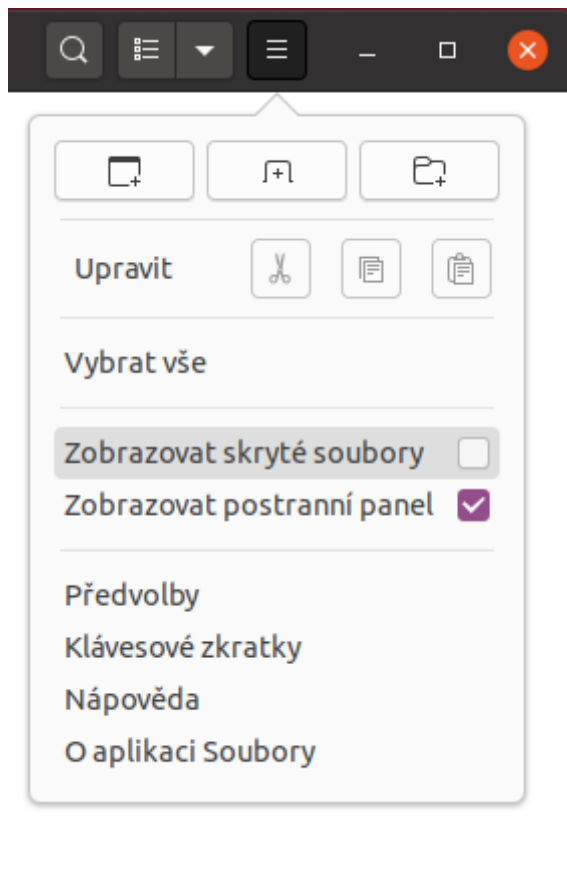 Upravit
Vybrat vše
Zobrazovat skryté soubory
Zobrazovat postranní panel
Předvolby
Klávesové zkratky
Nápověda
O aplikaci Soubory